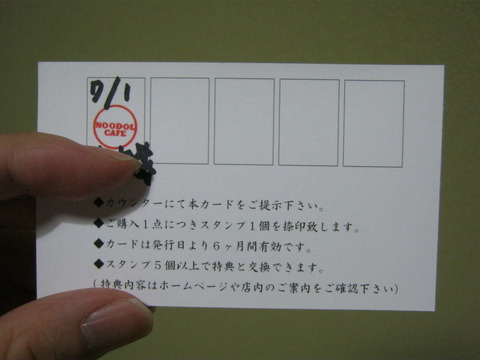 7/1
NOODOL
CAFE
◆カウンターにて本カードをご提示下さい。
◆ご購入１点につきスタンプ１個を捺印致します。
◆カードは発行日より６ヶ月間有効です。
◆スタンプ５個以上で特典と交換できます。
(特典内容はホームページや店内のご案内をご確認下さい)